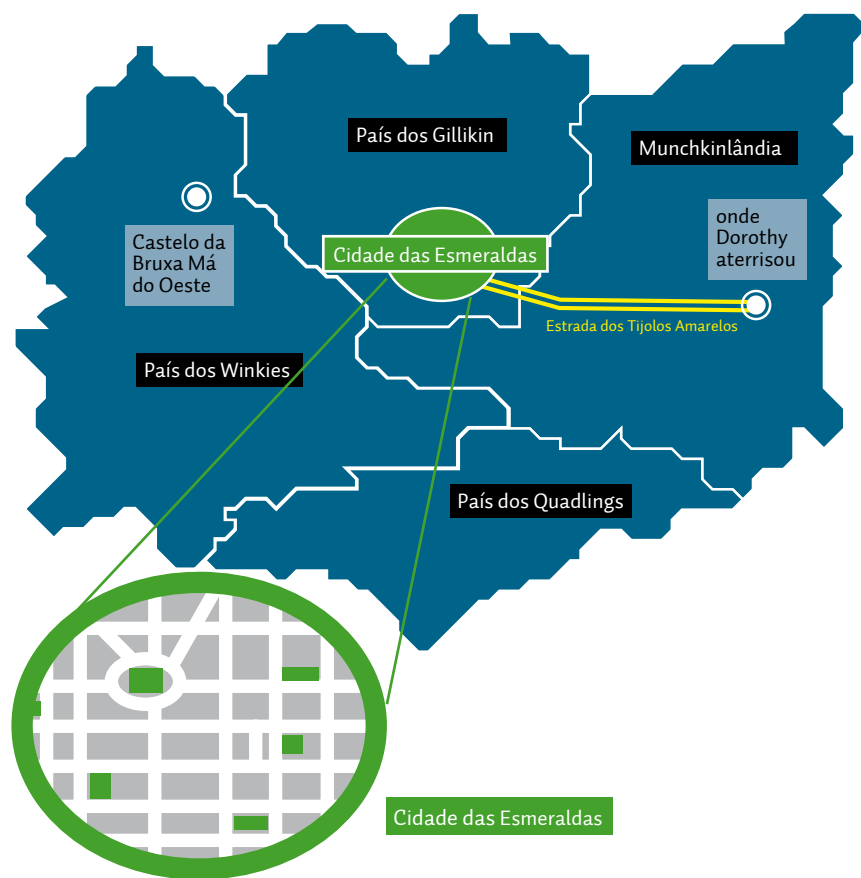 País dos Gillikin
Munchkinlândia
Castelo da
Bruxa Má
do Oeste
Cidade das Esmeraldas
onde
Dorothy
aterrisou
Estrada dos Tijolos Amarelos
País dos Winkies
País dos Quadlings
Cidade das Esmeraldas